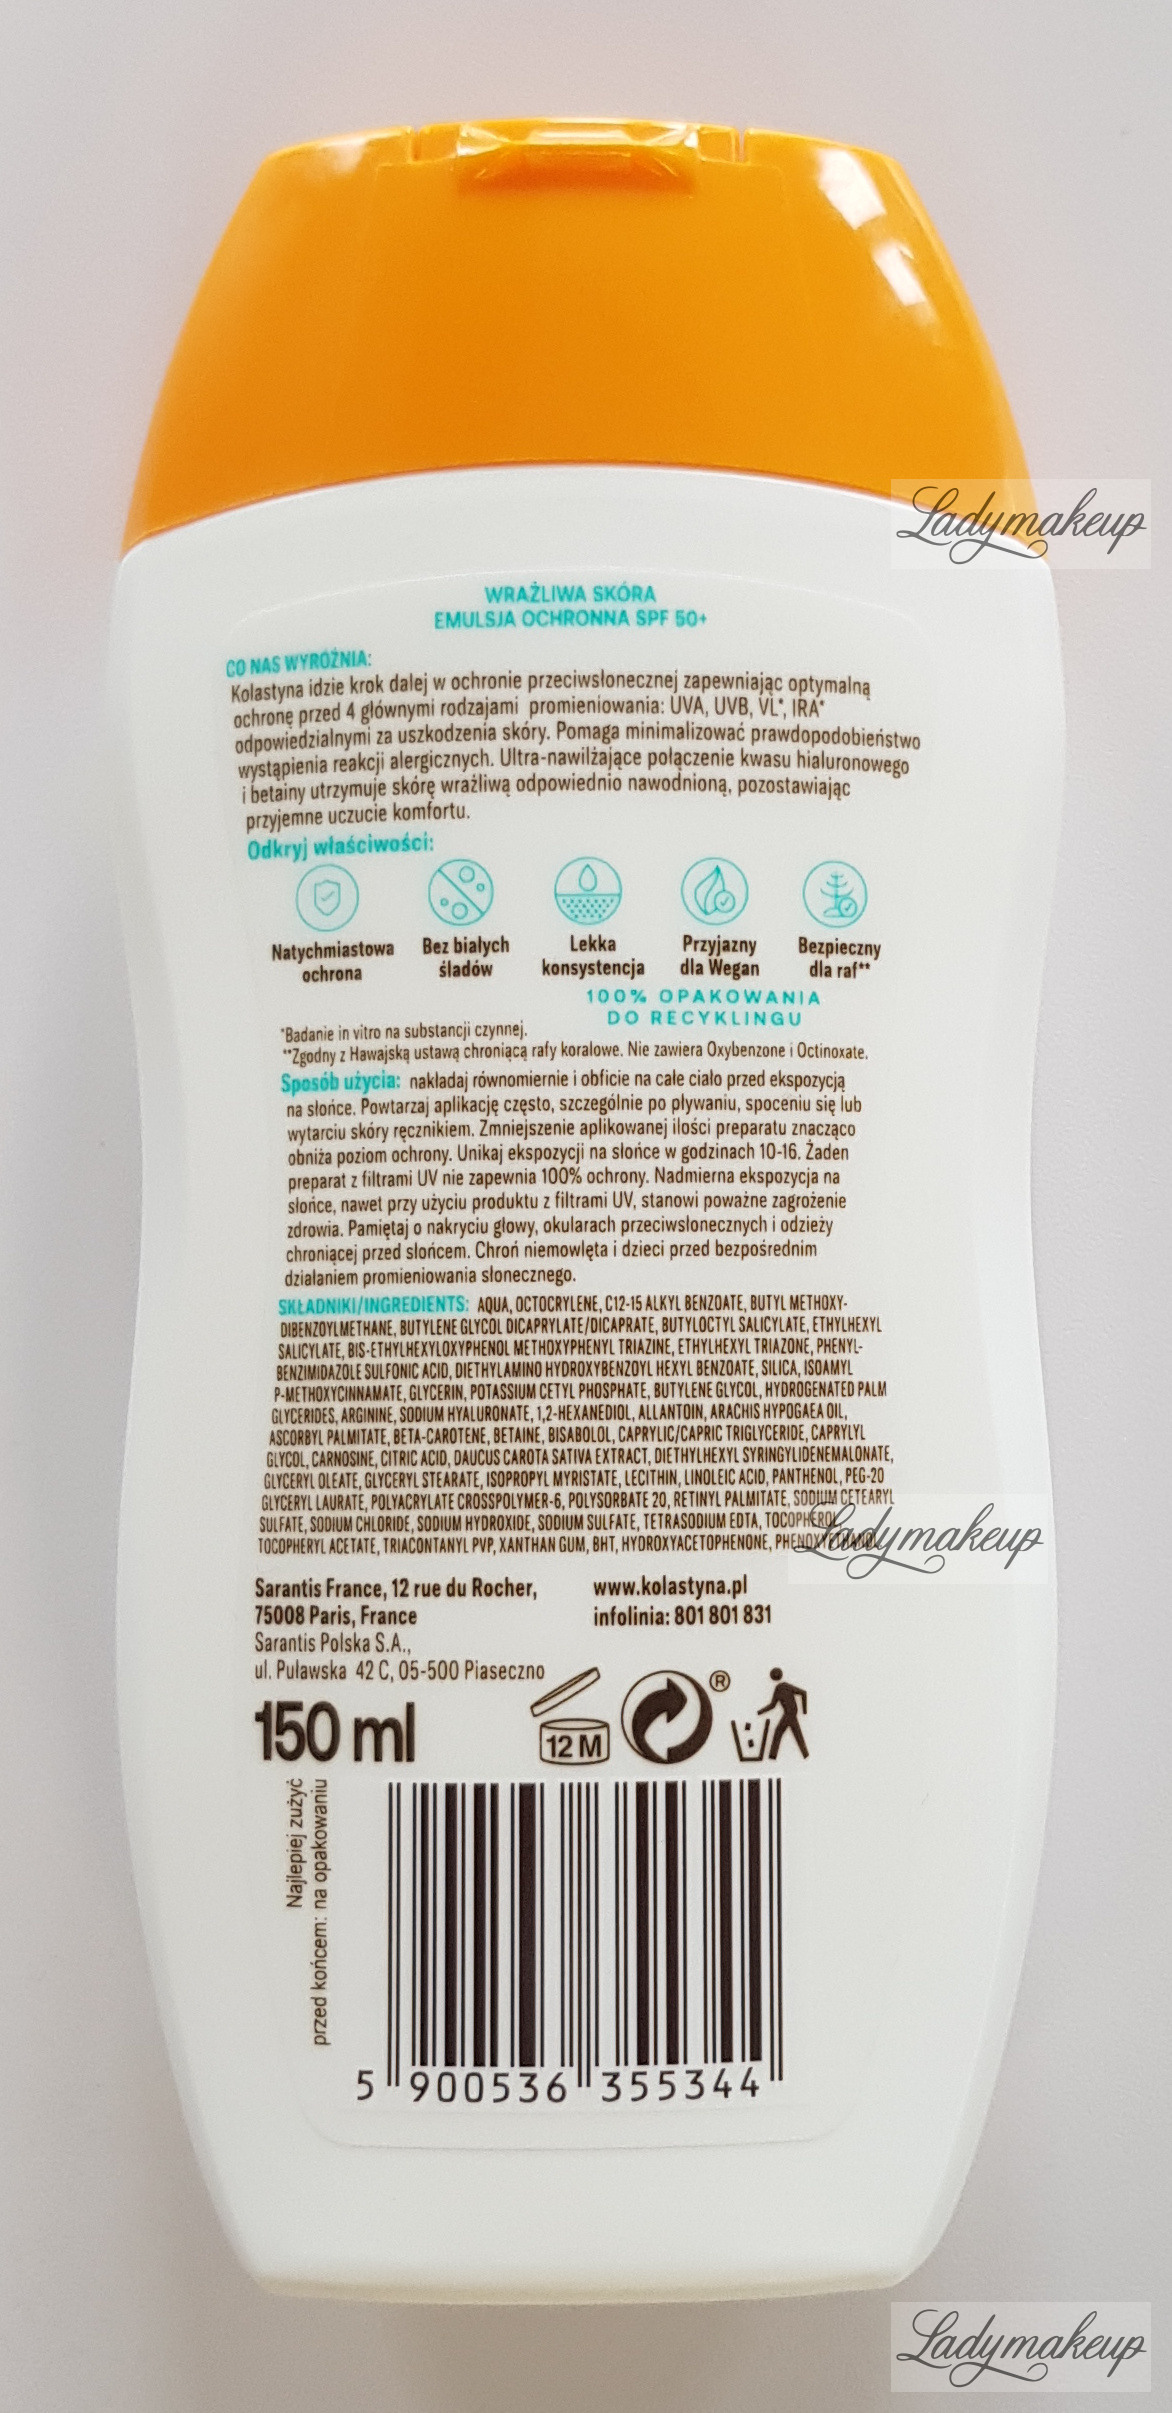 WRAŻLIWA SKÓRA
EMULSJA OCHRONNA SPF 50+
CO NAS WYRÓŻNIA:
Kolastyna idzie krok dalej w ochronie przeciwsłonecznej zapewniając optymalną
ochronę przed 4 głównymi rodzajami promieniowania: UVA, UVB, VL*, IRA*
odpowiedzialnymi za uszkodzenia skóry. Pomaga minimalizować prawdopodobieństwo
wystąpienia reakcji alergicznych. Ultra-nawilżające połączenie kwasu hialuronowego
i betainy utrzymuje skórę wrażliwą odpowiednio nawodnioną, pozostawiając
przyjemne uczucie komfortu.
Odkryj właściwości:
Natychmiastowa ochrona
Bez białych śladów
Lekka konsystencja
Przyjazny dla Wegan
Bezpieczny dla raf**
100% OPAKOWANIA
DO RECYKLINGU
*Badanie in vitro na substancji czynnej.
**Zgodny z Hawajską ustawą chroniącą rafy koralowe. Nie zawiera Oxybenzone i Octinoxate.
Sposób użycia: nakładaj równomiernie i obficie na całe ciało przed ekspozycją
na słońce. Powtarzaj aplikację często, szczególnie po pływaniu, spoceniu się lub
wytarciu skóry ręcznikiem. Zmniejszenie aplikowanej ilości preparatu znacząco
obniża poziom ochrony. Unikaj ekspozycji na słońce w godzinach 10-16. Żaden
preparat z filtrami UV nie zapewnia 100% ochrony. Nadmierna ekspozycja na
słońce, nawet przy użyciu produktu z filtrami UV, stanowi poważne zagrożenie
zdrowia. Pamiętaj o nakryciu głowy, okularach przeciwsłonecznych i odzieży
chroniącej przed słońcem. Chroń niemowlęta i dzieci przed bezpośrednim
działaniem promieniowania słonecznego.
SKŁADNIKI/INGREDIENTS: AQUA, OCTOCRYLENE, C12-15 ALKYL BENZOATE, BUTYL METHOXY-
DIBENZOYLMETHANE, BUTYLENE GLYCOL DICAPRYLATE/DICAPRATE, BUTYLOCTYL SALICYLATE, ETHYLHEXYL
SALICYLATE, BIS-ETHYLHEXYLOXYPHENOL METHOXYPHENYL TRIAZINE, ETHYLHEXYL TRIAZONE, PHENYL-
BENZIMIDAZOLE SULFONIC ACID, DIETHYLAMINO HYDROXYBENZOYL HEXYL BENZOATE, SILICA, ISOAMYL
P-METHOXYCINNAMATE, GLYCERIN, POTASSIUM CETYL PHOSPHATE, BUTYLENE GLYCOL, HYDROGENATED PALM
GLYCERIDES, ARGININE, SODIUM HYALURONATE, 1,2-HEXANEDIOL, ALLANTOIN, ARACHIS HYPOGAEA OIL,
ASCORBYL PALMITATE, BETA-CAROTENE, BETAINE, BISABOLOL, CAPRYLIC/CAPRIC TRIGLYCERIDE, CAPRYLYL
GLYCOL, CARNOSINE, CITRIC ACID, DAUCUS CAROTA SATIVA EXTRACT, DIETHYLHEXYL SYRINGYLIDENEMALONATE,
GLYCERYL OLEATE, GLYCERYL STEARATE, ISOPROPYL MYRISTATE, LECITHIN, LINOLEIC ACID, PANTHENOL, PEG-20
GLYCERYL LAURATE, POLYACRYLATE CROSSPOLYMER-6, POLYSORBATE 20, RETINYL PALMITATE, SODIUM CETEARYL
SULFATE, SODIUM CHLORIDE, SODIUM HYDROXIDE, SODIUM SULFATE, TETRASODIUM EDTA, TOCOPHEROL,
TOCOPHERYL ACETATE, TRIACONTANYL PVP, XANTHAN GUM, BHT, HYDROXYACETOPHENONE, PHENOXYETHANOL
Sarantis France, 12 rue du Rocher,
75008 Paris, France
Sarantis Polska S.A.,
ul. Puławska 42 C, 05-500 Piaseczno
www.kolastyna.pl
infolinia: 801 801 831
150 ml
12 M
®
Najlepiej zużyć
przed końcem: na opakowaniu
5 900536 355344
Ladymakeup
Ladymakeup
Ladymakeup